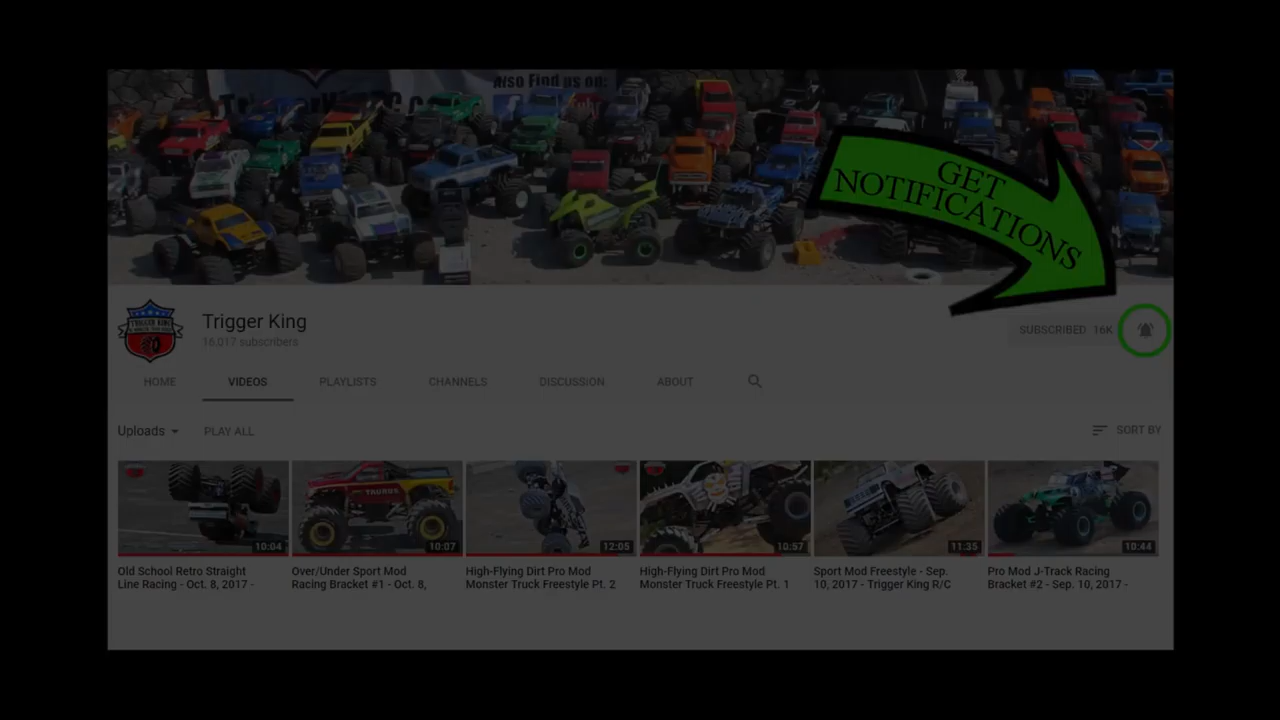 Also Find us on:
GET
NOTIFICATIONS
TRIGGER KING
Trigger King
16,017 subscribers
SUBSCRIBED 16K
HOME VIDEOS PLAYLISTS CHANNELS DISCUSSION ABOUT
Uploads PLAY ALL SORT BY
TAURUS
10:04 10:07 12:05 10:57 11:35 10:44
Old School Retro Straight
Line Racing - Oct. 8, 2017 -
Over/Under Sport Mod
Racing Bracket #1 - Oct. 8,
High-Flying Dirt Pro Mod
Monster Truck Freestyle Pt. 2
High-Flying Dirt Pro Mod
Monster Truck Freestyle Pt. 1
Sport Mod Freestyle - Sep.
10, 2017 - Trigger King R/C
Pro Mod J-Track Racing
Bracket #2 - Sep. 10, 2017 -